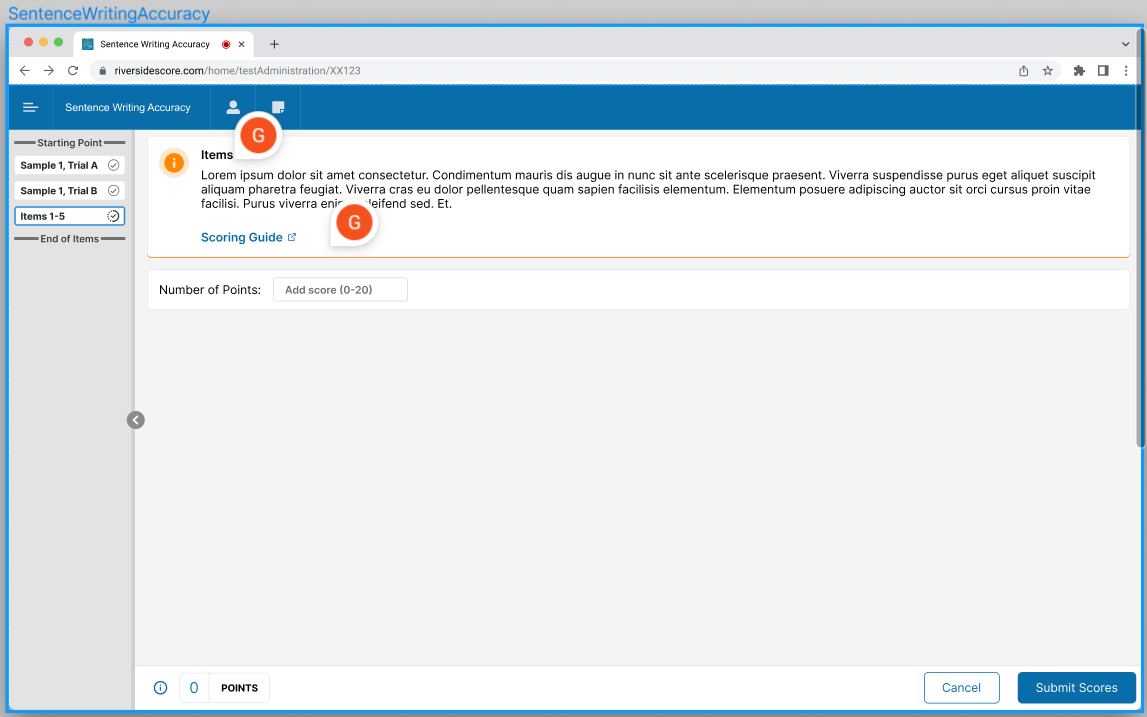 SentenceWritingAccuracy
Sentence Writing Accuracy
riversidescore.com/home/testAdministration/XX123
Sentence Writing Accuracy
G
Starting Point
Sample 1, Trial A
Sample 1, Trial B
Items 1-5
End of Items
Items
Lorem ipsum dolor sit amet consectetur. Condimentum mauris dis augue in nunc sit ante scelerisque praesent. Viverra suspendisse purus eget aliquet suscipit
aliquam pharetra feugiat. Viverra cras eu dolor pellentesque quam sapien facilisis elementum. Elementum posuere adipiscing auctor sit orci cursus proin vitae
facilisi. Purus viverra sed. Et.
G
Scoring Guide
Number of Points:
Add score (0-20)
0 POINTS
Cancel
Submit Scores